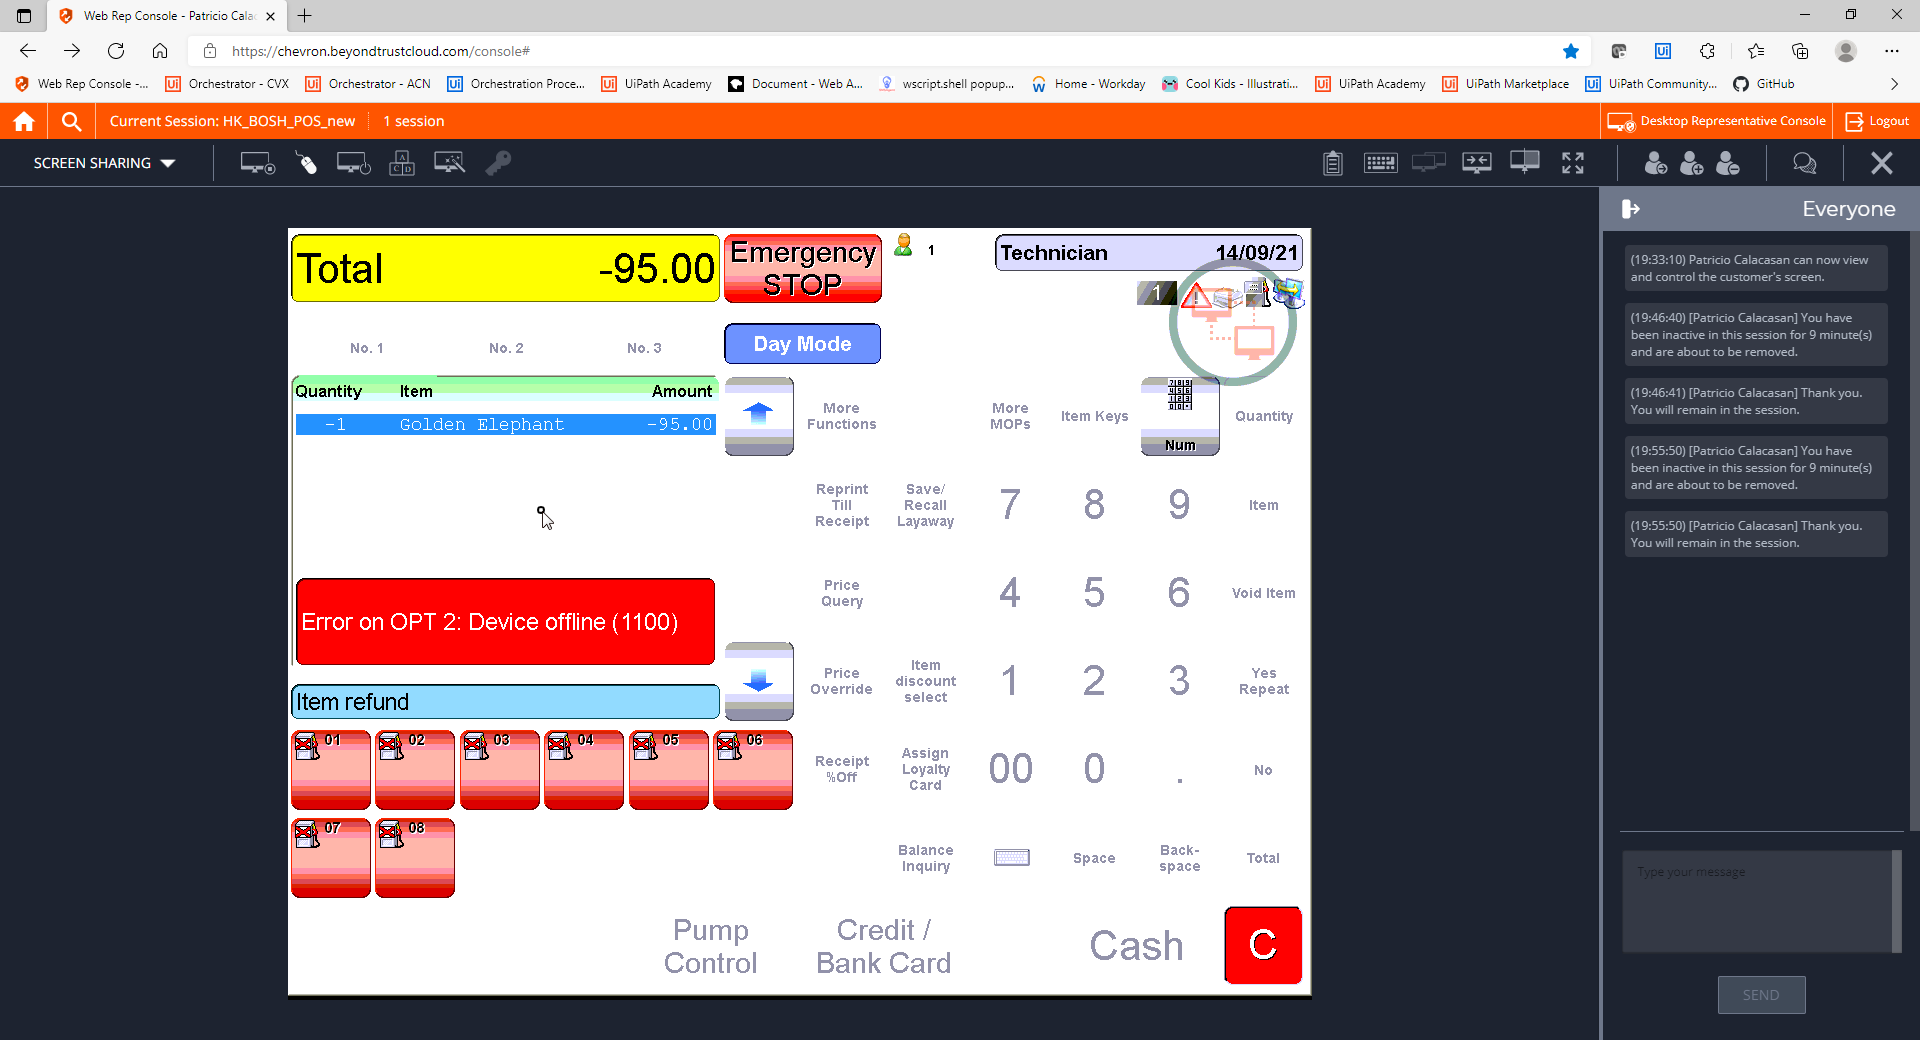 Web Rep Console - Patricio Cala
https://chevron.beyondtrustcloud.com/console#
Web Rep Console -...
Orchestrator - CVX
Orchestrator - ACN
Orchestration Proce...
UiPath Academy
Document - Web A...
wscript.shell popup...
Home - Workday
Cool Kids - Illustrati...
UiPath Academy
UiPath Marketplace
UiPath Community...
GitHub
Current Session: HK_BOSH_POS_new
1 session
Desktop Representative Console
Logout
SCREEN SHARING
Everyone
(19:33:10) Patricio Calacasan can now view
and control the customer's screen.
(19:46:40) [Patricio Calacasan] You have
been inactive in this session for 9 minute(s)
and are about to be removed.
(19:46:41) [Patricio Calacasan] Thank you.
You will remain in the session.
(19:55:50) [Patricio Calacasan] You have
been inactive in this session for 9 minute(s)
and are about to be removed.
(19:55:50) [Patricio Calacasan] Thank you.
You will remain in the session.
Type your message
SEND
Total -95.00
Emergency
STOP
1
Technician 14/09/21
1
No. 1 No. 2 No. 3
Day Mode
Quantity Item Amount
-1 Golden Elephant -95.00
More
Functions
More
MOPs
Item Keys
Num
Quantity
Reprint
Till
Receipt
Save/
Recall
Layaway
7 8 9
Item
Price
Query
4 5 6
Void Item
Error on OPT 2: Device offline (1100)
Price
Override
Item
discount
select
1 2 3
Yes
Repeat
Item refund
01 02 03 04 05 06
Receipt
%Off
Assign
Loyalty
Card
00 0 .
No
07 08
Balance
Inquiry
Space
Back-
space
Total
Pump
Control
Credit /
Bank Card
Cash
C